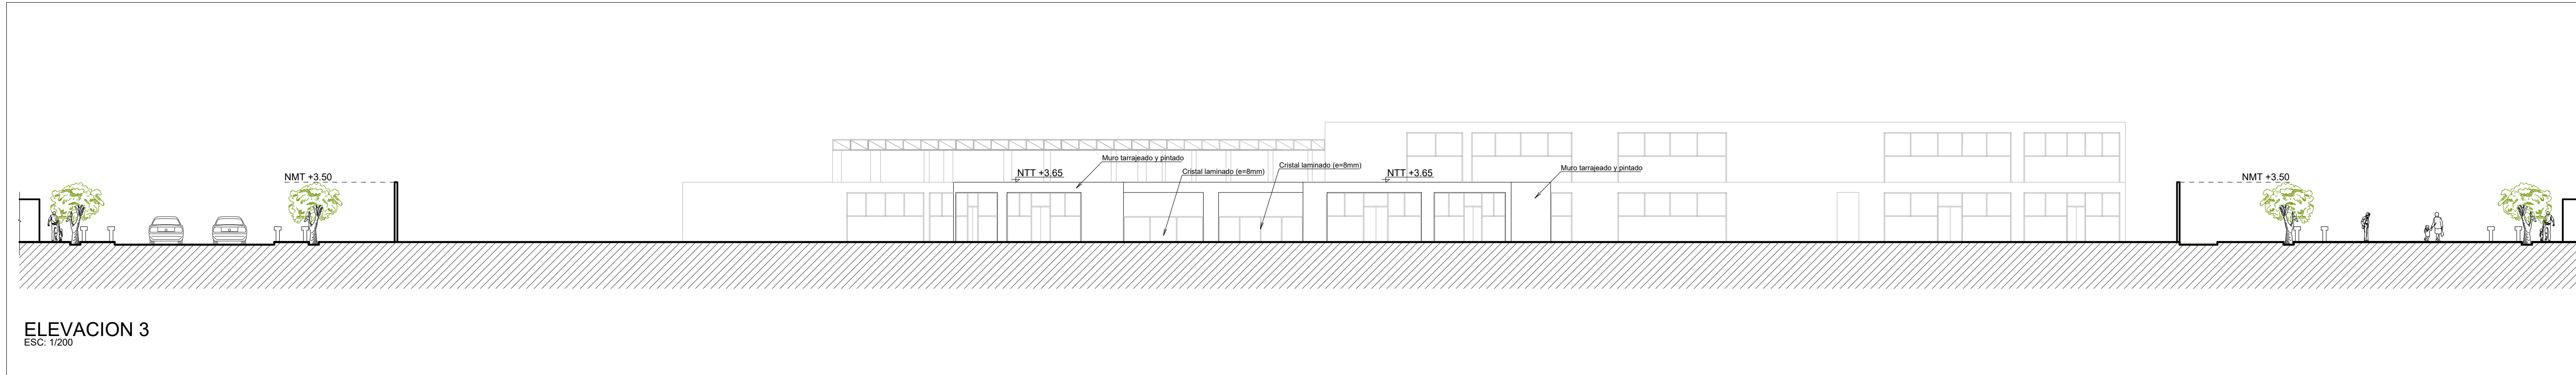 Muro tarrajeado y pintado
Cristal laminado (e=8mm)
Cristal laminado (e=8mm)
Muro tarrajeado y pintado
NMT +3.50
NTT +3.65
NTT +3.65
NMT +3.50
ELEVACION 3
ESC: 1/200